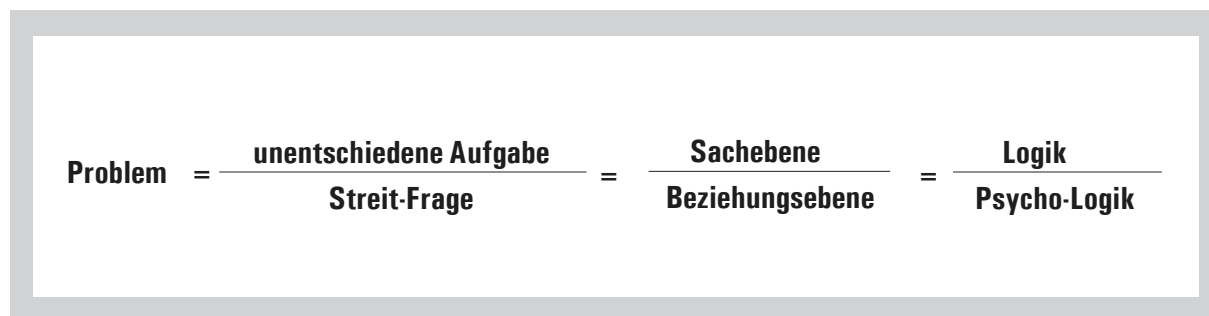 Problem = unentschiedene Aufgabe = Sachebene = Logik
Streit-Frage Beziehungsebene Psycho-Logik